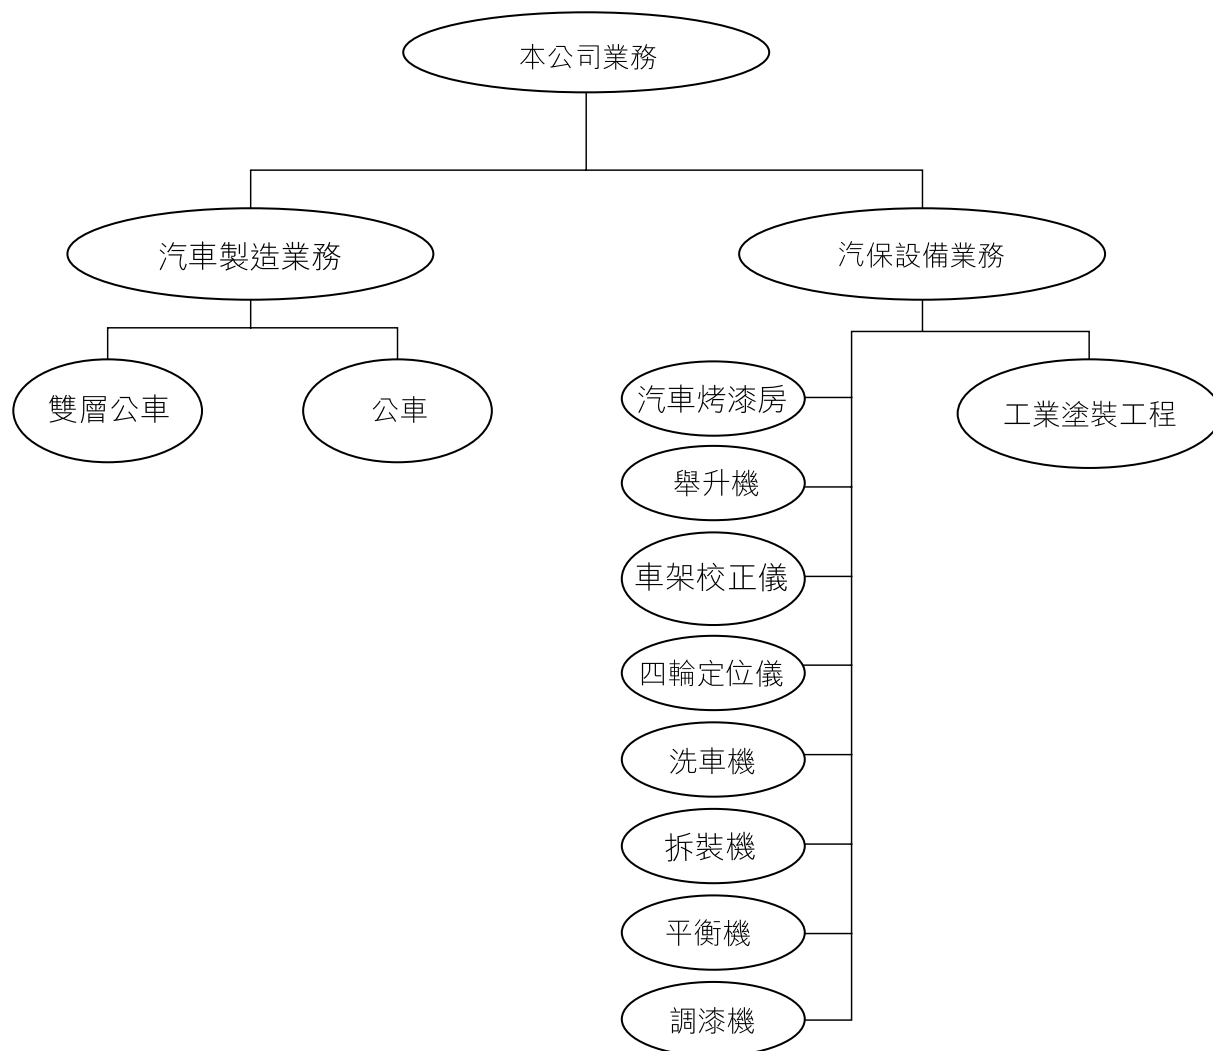 本公司業務
汽車製造業務
汽保設備業務
雙層公車
公車
汽車烤漆房
工業塗裝工程
舉升機
車架校正儀
四輪定位儀
洗車機
拆裝機
平衡機
調漆機